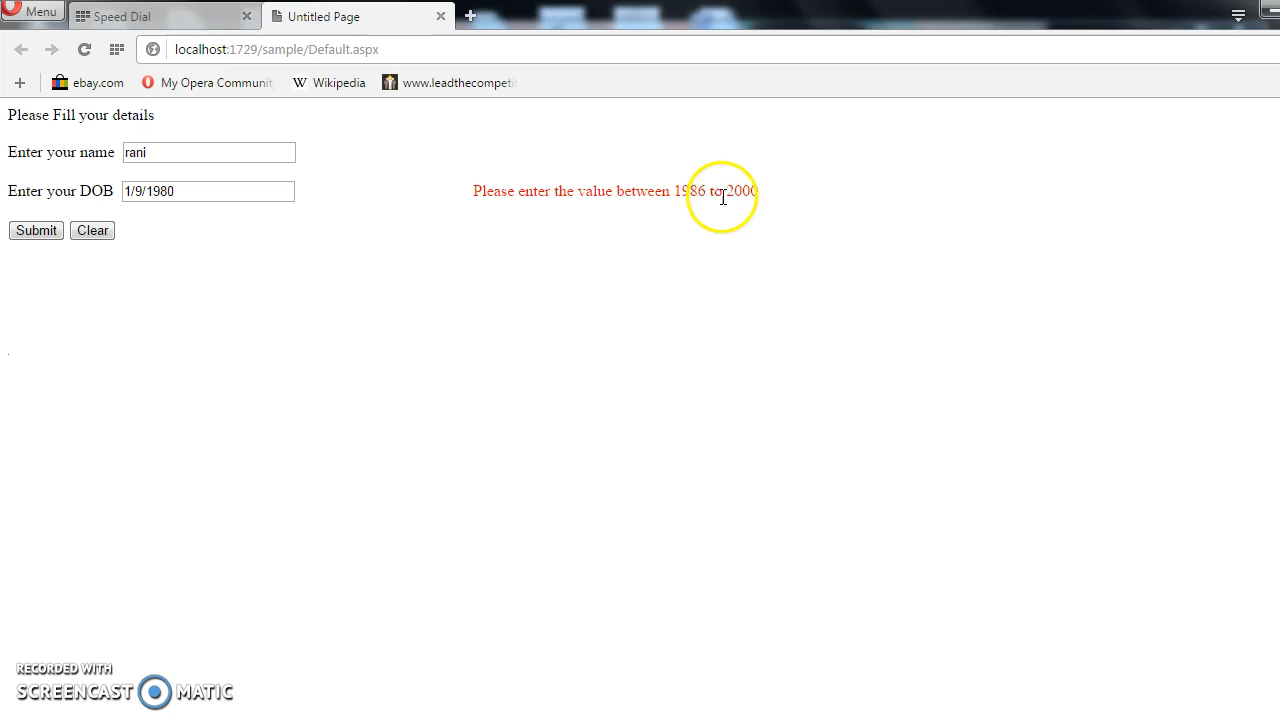 Menu
Speed Dial
Untitled Page
localhost:1729/sample/Default.aspx
ebay.com My Opera Communit Wikipedia www.leadthecompeti
Please Fill your details
Enter your name rani
Enter your DOB 1/9/1980 Please enter the value between 1986 to 2000
Submit Clear
RECORDED WITH
SCREENCAST MATIC